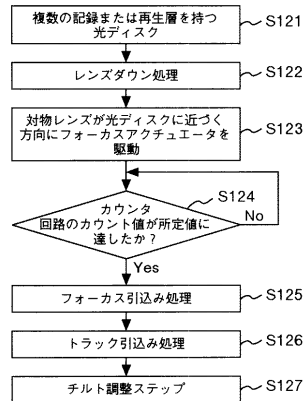 複数の記録または再生層を持つ
光ディスク
S121
レンズダウン処理
S122
対物レンズが光ディスクに近づく
方向にフォーカスアクチュエータを
駆動
S123
カウンタ
回路のカウント値が所定値に
達したか？
S124
No
Yes
フォーカス引込み処理
S125
トラック引込み処理
S126
チルト調整ステップ
S127